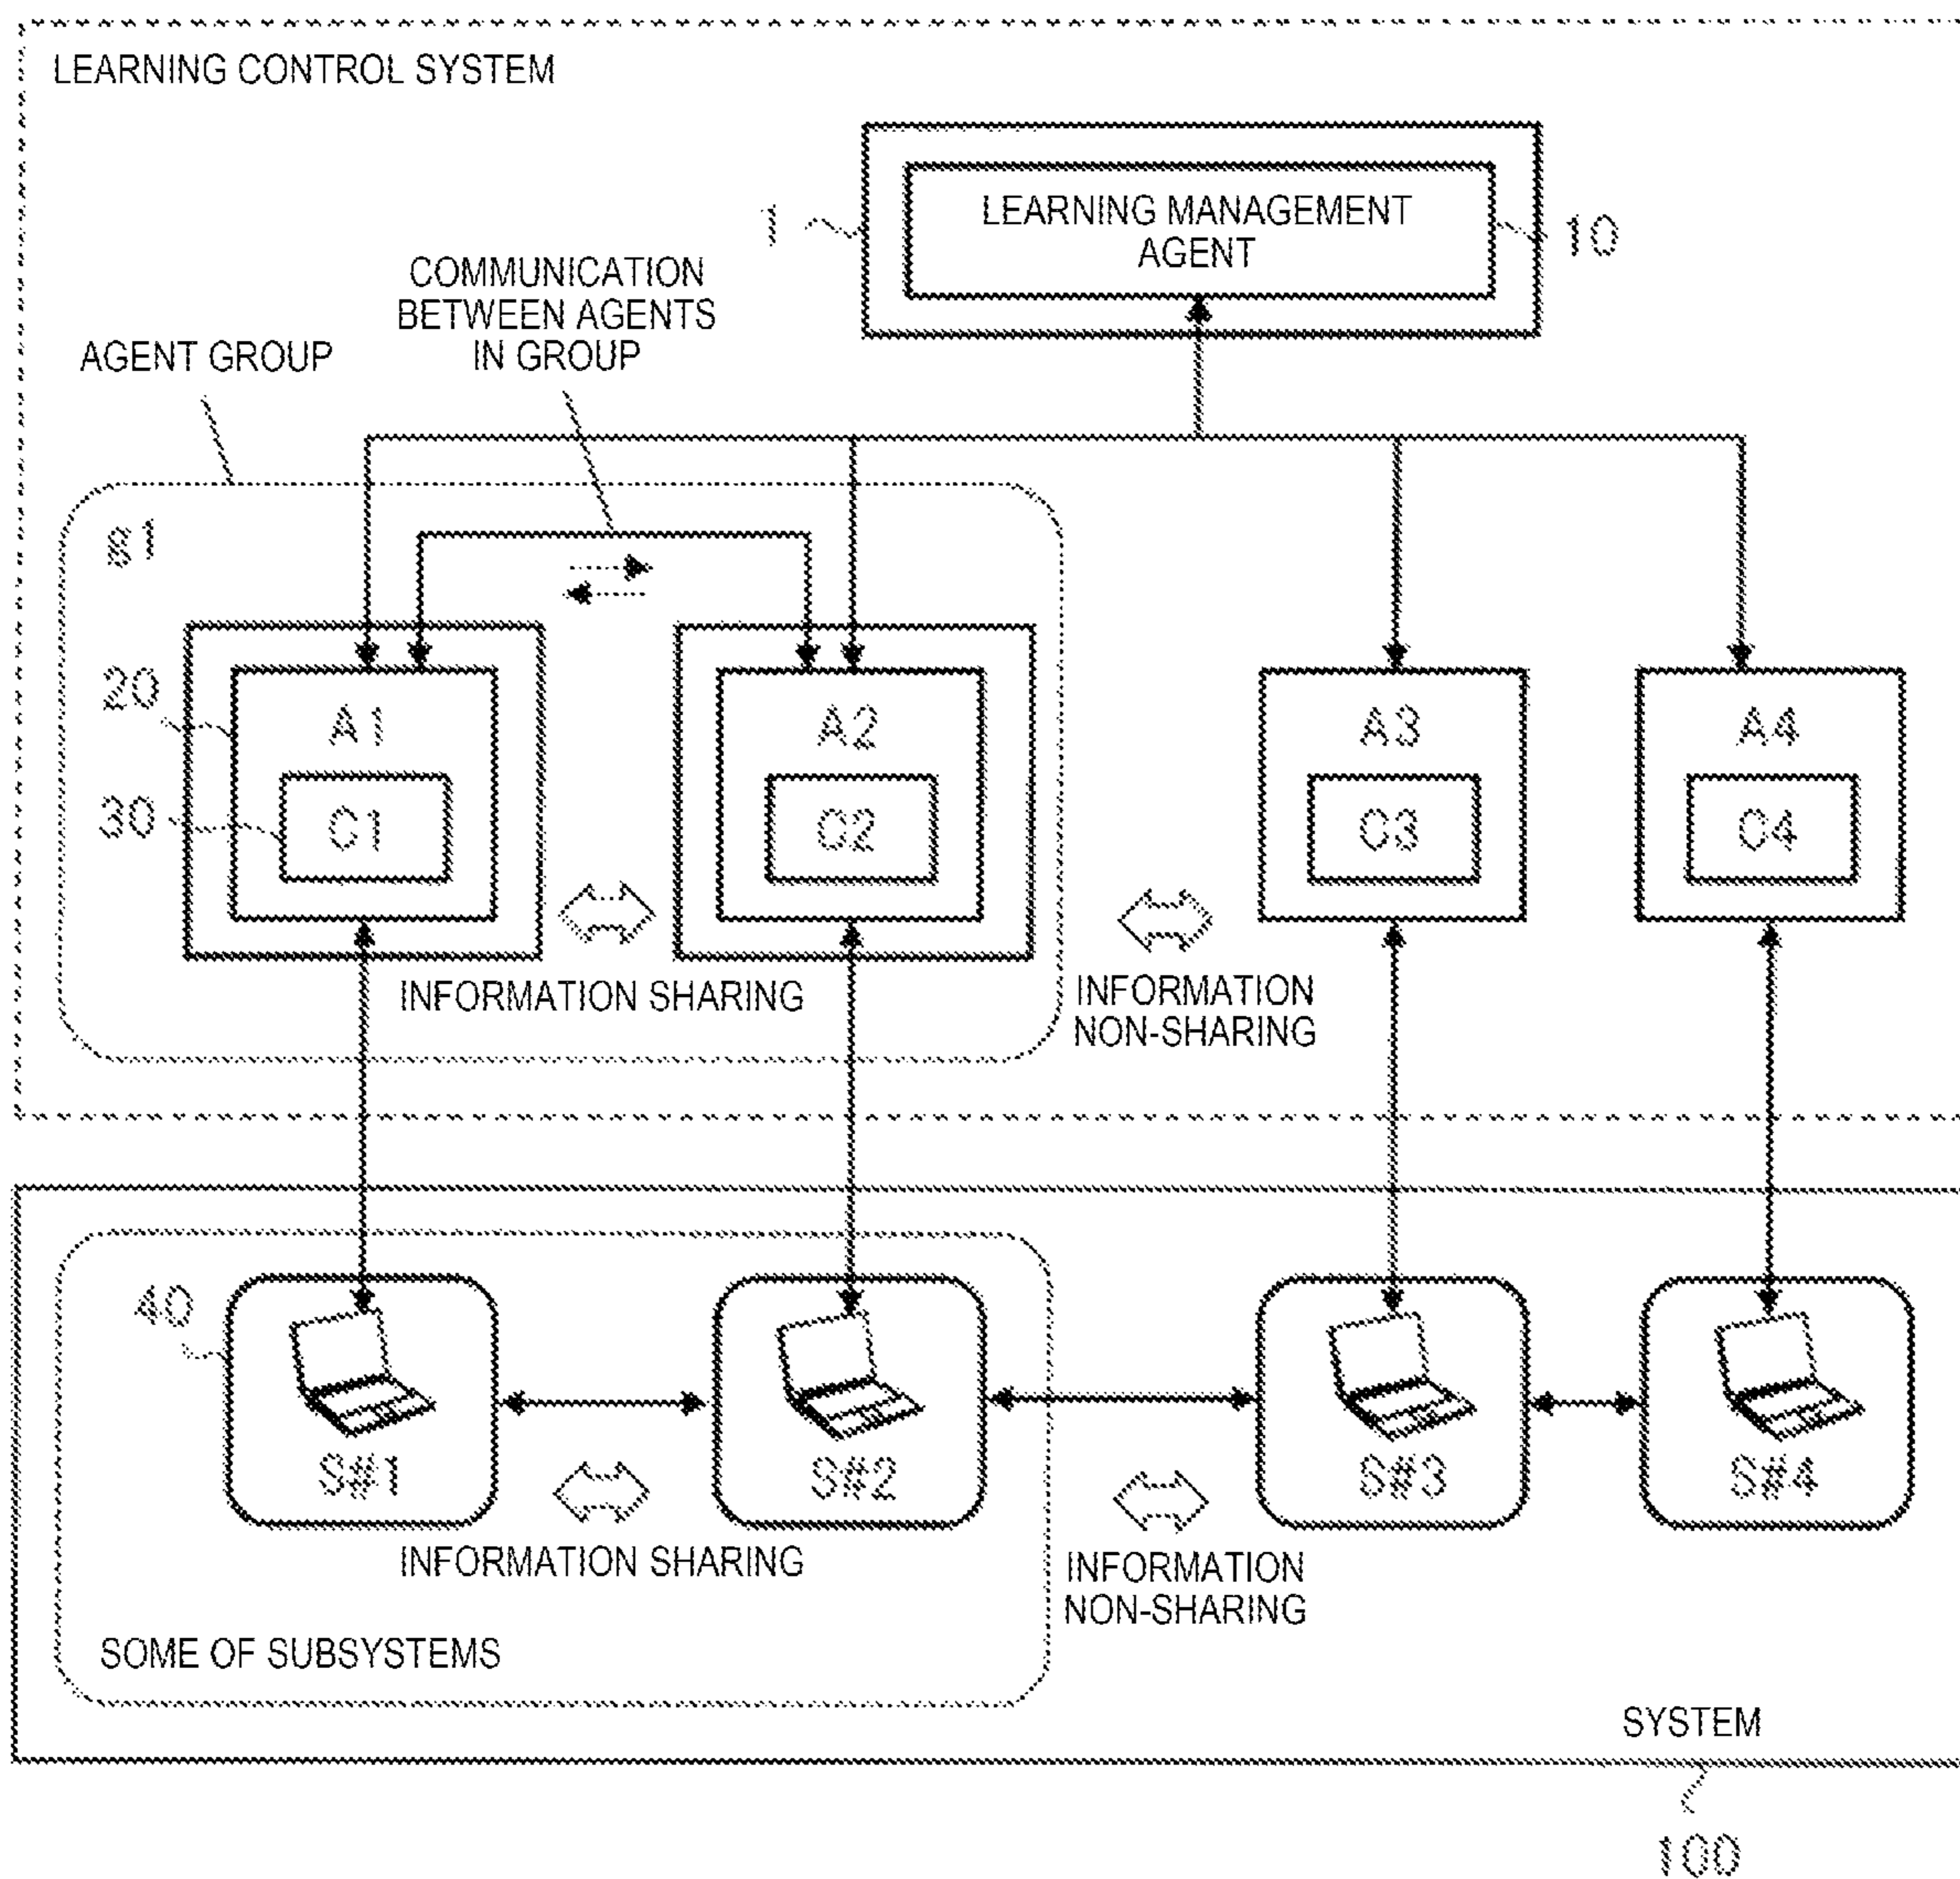 LEARNING CONTROL SYSTEM
LEARNING MANAGEMENT
AGENT
1
10
COMMUNICATION
BETWEEN AGENTS
IN GROUP
AGENT GROUP
g1
20
A1
A2
A3
A4
30
C1
C2
C3
C4
INFORMATION SHARING
INFORMATION
NON-SHARING
40
S#1
S#2
S#3
S#4
INFORMATION SHARING
INFORMATION
NON-SHARING
SOME OF SUBSYSTEMS
SYSTEM
100